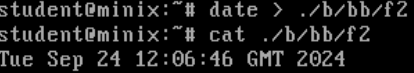 student@minix:~# date > ./b/bb/f2
student@minix:~# cat ./b/bb/f2
Tue Sep 24 12:06:46 GMT 2024